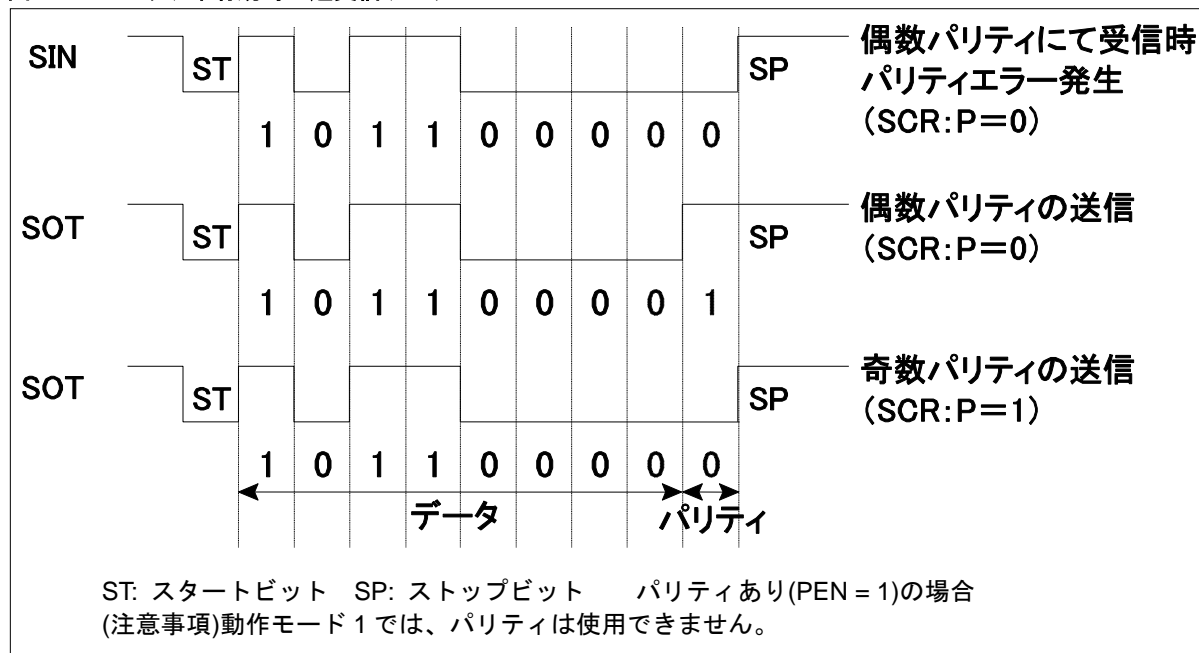 SIN
ST
SP
偶数パリティにて受信時
パリティエラー発生
(SCR:P=0)
1 0 1 1 0 0 0 0 0
SOT
ST
SP
偶数パリティの送信
(SCR:P=0)
1 0 1 1 0 0 0 0 1
SOT
ST
SP
奇数パリティの送信
(SCR:P=1)
1 0 1 1 0 0 0 0 0
データ パリティ
ST: スタートビット SP: ストップビット パリティあり(PEN = 1)の場合
(注意事項)動作モード 1 では、パリティは使用できません。